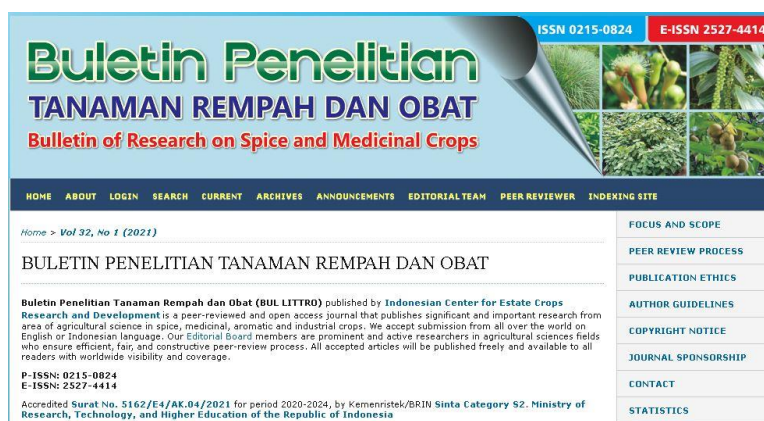 ISSN 0215-0824 E-ISSN 2527-4414
Buletin Penelitian
TANAMAN REMPAH DAN OBAT
Bulletin of Research on Spice and Medicinal Crops
HOME ABOUT LOGIN SEARCH CURRENT ARCHIVES ANNOUNCEMENTS EDITORIAL TEAM PEER REVIEWER INDEXING SITE
Home > Vol 32, No 1 (2021)
BULETIN PENELITIAN TANAMAN REMPAH DAN OBAT
Buletin Penelitian Tanaman Rempah dan Obat (BUL LITTRO) published by Indonesian Center for Estate Crops
Research and Development is a peer-reviewed and open access journal that publishes significant and important research from
area of agricultural science in spice, medicinal, aromatic and industrial crops. We accept submission from all over the world on
English or Indonesian language. Our Editorial Board members are prominent and active researchers in agricultural sciences fields
who ensure efficient, fair, and constructive peer-review process. All accepted articles will be published freely and available to all
readers with worldwide visibility and coverage.
P-ISSN: 0215-0824
E-ISSN: 2527-4414
Accredited Surat No. 5162/E4/AK.04/2021 for period 2020-2024, by Kemenristek/BRIN Sinta Category S2. Ministry of
Research, Technology, and Higher Education of the Republic of Indonesia
FOCUS AND SCOPE
PEER REVIEW PROCESS
PUBLICATION ETHICS
AUTHOR GUIDELINES
COPYRIGHT NOTICE
JOURNAL SPONSORSHIP
CONTACT
STATISTICS